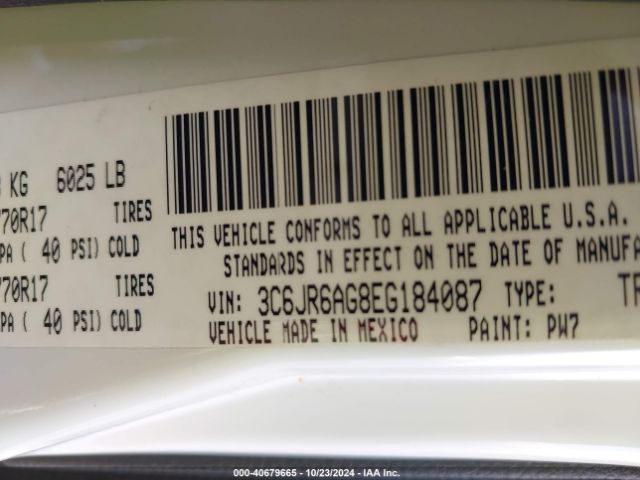 KG 6025 LB
70R17 TIRES
PA ( 40 PSI) COLD
70R17 TIRES
PA ( 40 PSI) COLD
THIS VEHICLE CONFORMS TO ALL APPLICABLE U.S.A.
STANDARDS IN EFFECT ON THE DATE OF MANUFA
VIN: 3C6JR6AG8EG184087 TYPE: TR
VEHICLE MADE IN MEXICO PAINT: PW7
000-40679665 - 10/23/2024 - IAA Inc.